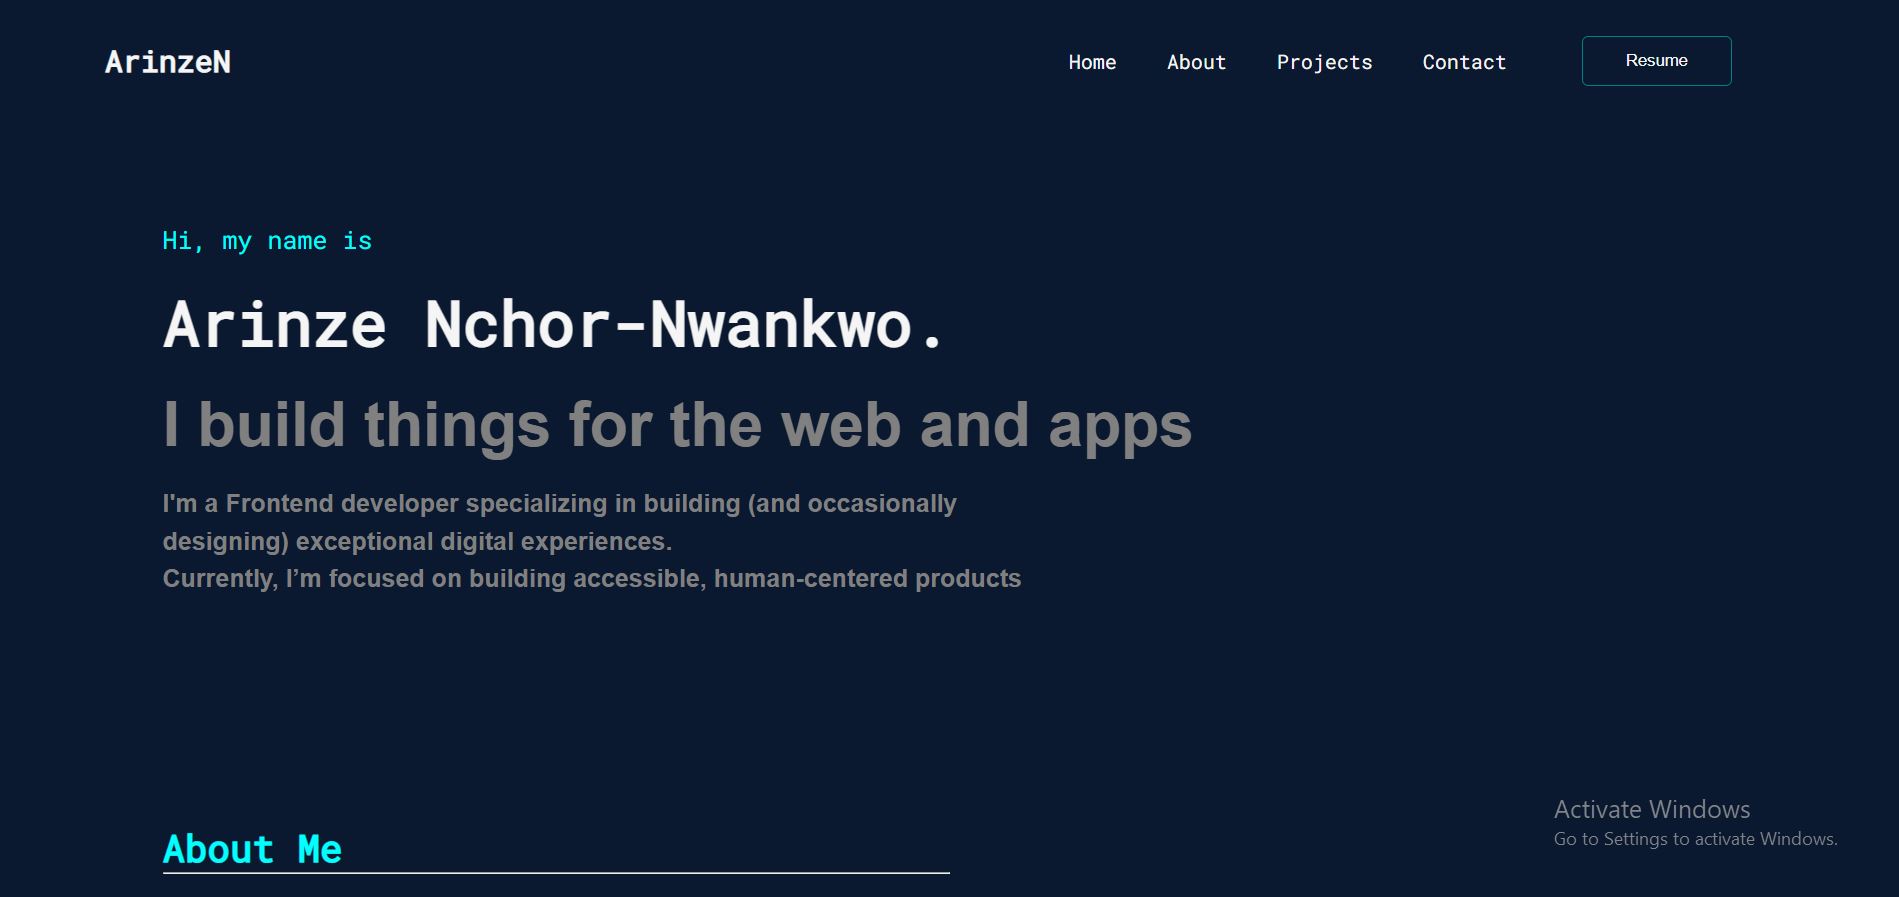 ArinzeN
Home
About
Projects
Contact
Resume
Hi, my name is
Arinze Nchor-Nwankwo.
I build things for the web and apps
I'm a Frontend developer specializing in building (and occasionally
designing) exceptional digital experiences.
Currently, I’m focused on building accessible, human-centered products
About Me
Activate Windows
Go to Settings to activate Windows.